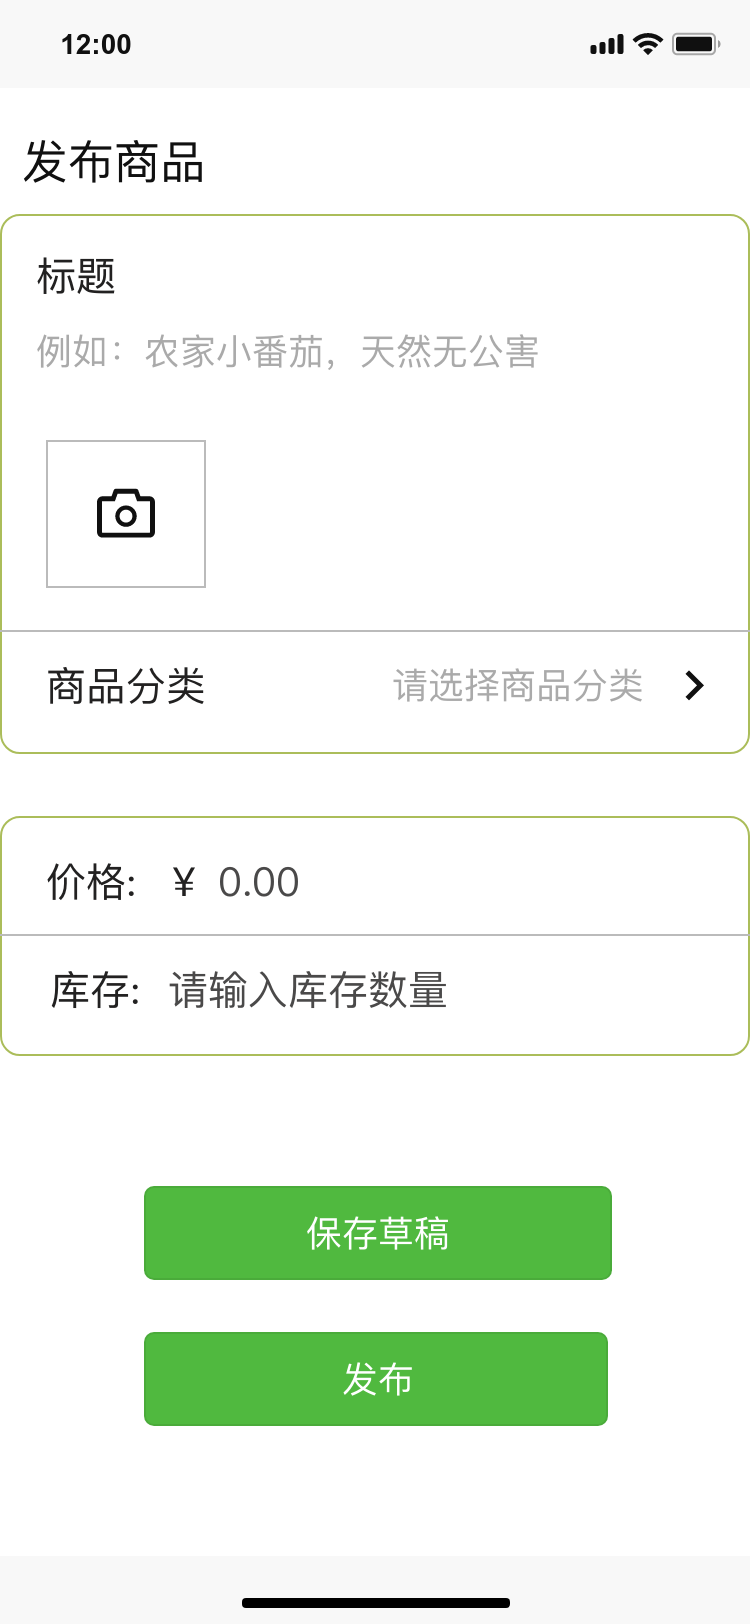 12:00
发布商品
标题
例如：农家小番茄，天然无公害
商品分类 请选择商品分类
价格: ¥ 0.00
库存: 请输入库存数量
保存草稿
发布